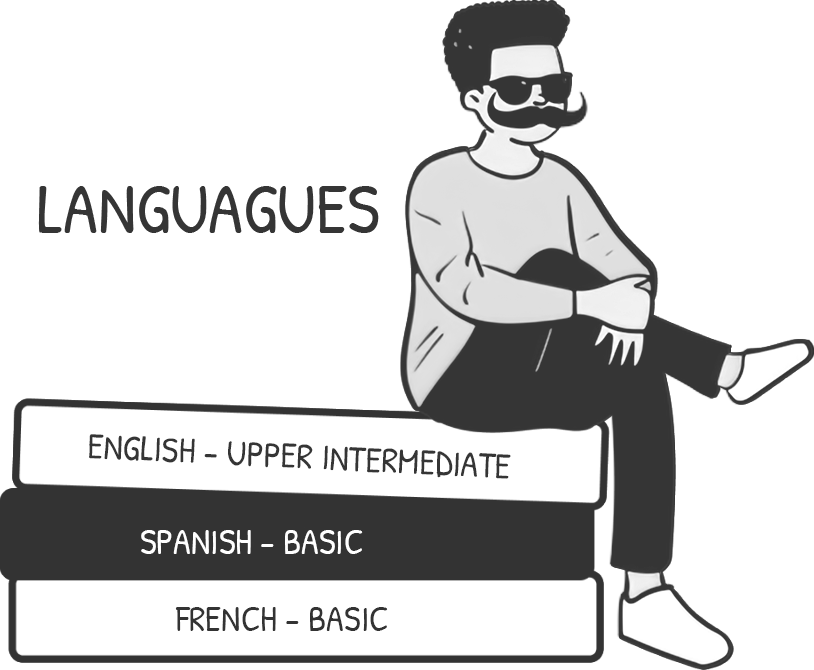 LANGUAGUES
ENGLISH – UPPER INTERMEDIATE
SPANISH – BASIC
FRENCH – BASIC